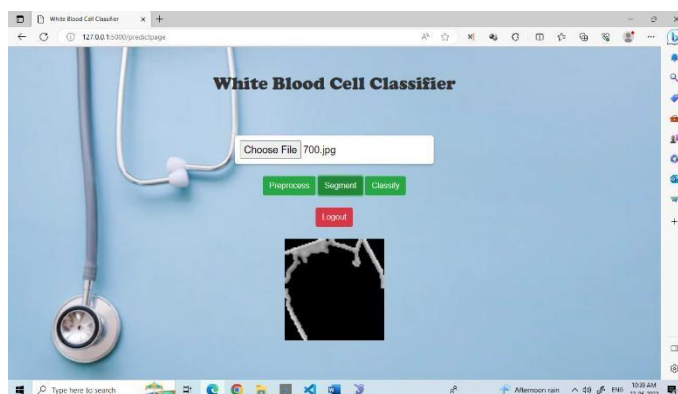 White Blood Cell Classifier
127.0.0.1:5000/predictpage
White Blood Cell Classifier
Choose File 700.jpg
Preprocess Segment Classify
Logout
Type here to search
Afternoon rain ENG 10:29 AM